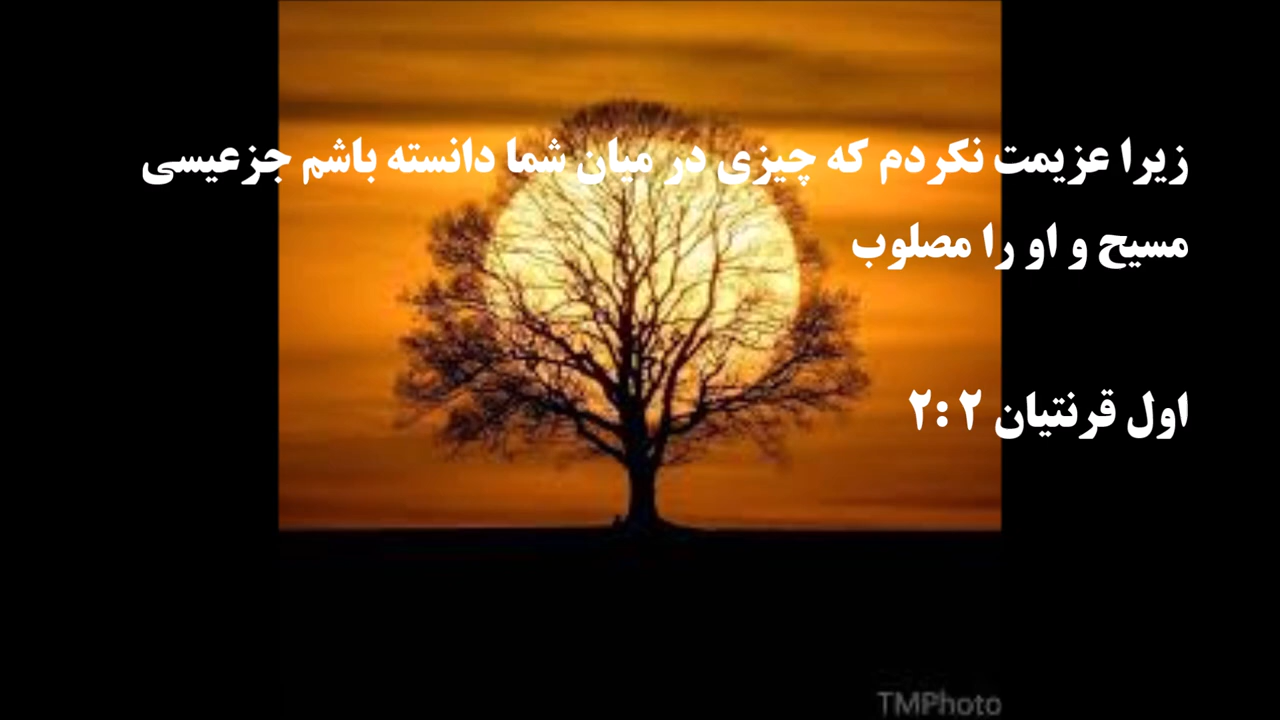 زیرا عزیمت نکردم که چیزی در میان شما دانسته باشم جزعیسی
مسیح و او را مصلوب
اول قرنتیان ۲ :۲
TMPhoto